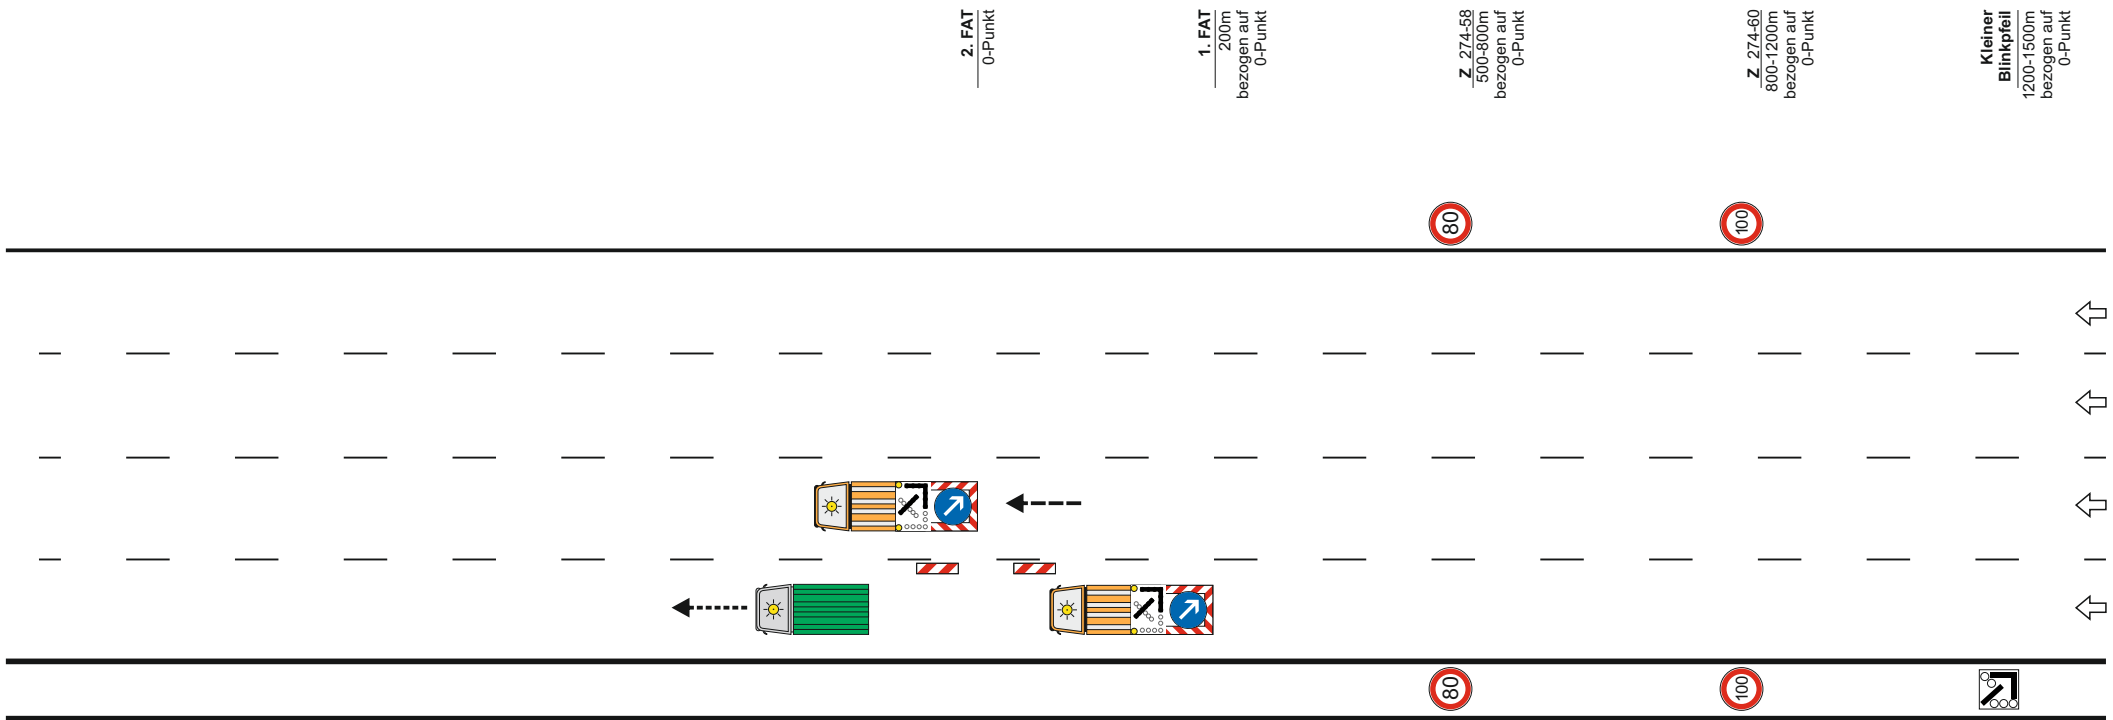 2. FAT
0-Punkt
1. FAT
200m
bezogen auf
0-Punkt
Z 274-58
500-800m
bezogen auf
0-Punkt
Z 274-60
800-1200m
bezogen auf
0-Punkt
Kleiner
Blinkpfeil
1200-1500m
bezogen auf
0-Punkt
80
100
80
100